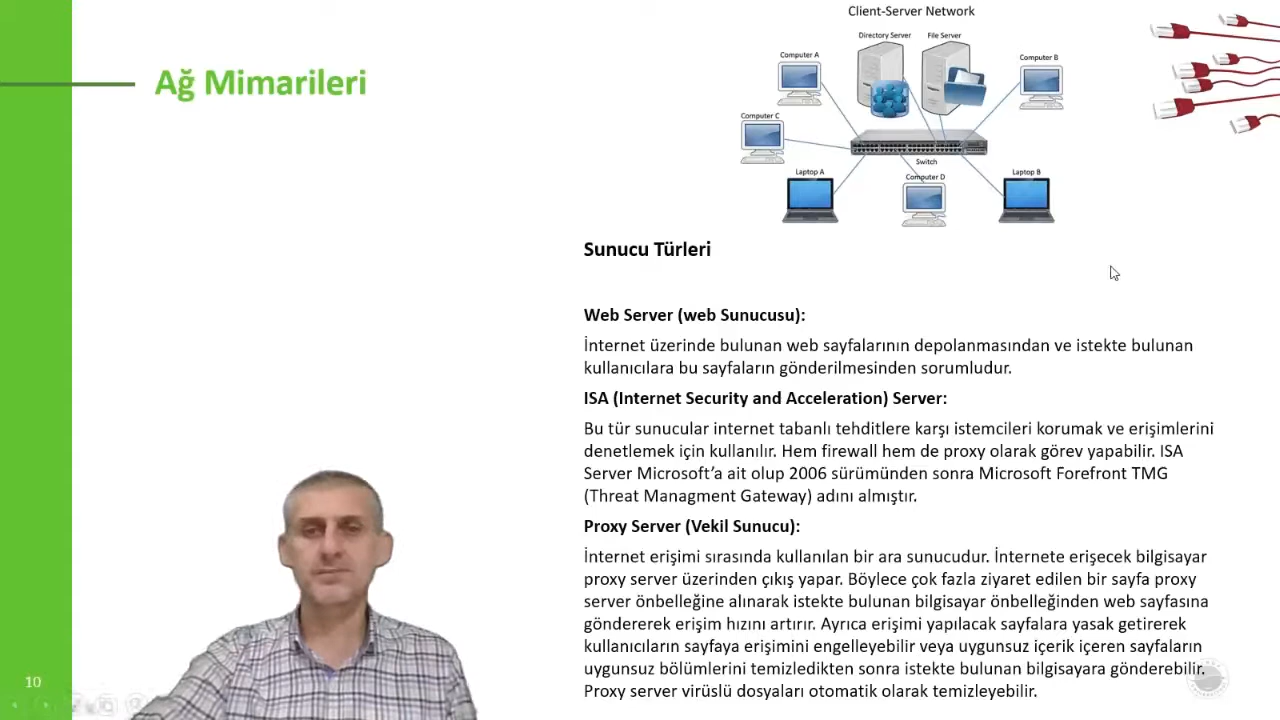 Client-Server Network
Directory Server
File Server
Computer A
Computer B
Computer C
Switch
Laptop A
Computer D
Laptop B
Ağ Mimarileri
Sunucu Türleri
Web Server (web Sunucusu):
İnternet üzerinde bulunan web sayfalarının depolanmasından ve istekte bulunan
kullanıcılara bu sayfaların gönderilmesinden sorumludur.
ISA (Internet Security and Acceleration) Server:
Bu tür sunucular internet tabanlı tehditlere karşı istemcileri korumak ve erişimlerini
denetlemek için kullanılır. Hem firewall hem de proxy olarak görev yapabilir. ISA
Server Microsoft’a ait olup 2006 sürümünden sonra Microsoft Forefront TMG
(Threat Managment Gateway) adını almıştır.
Proxy Server (Vekil Sunucu):
İnternet erişimi sırasında kullanılan bir ara sunucudur. İnternete erişecek bilgisayar
proxy server üzerinden çıkış yapar. Böylece çok fazla ziyaret edilen bir sayfa proxy
server önbelleğine alınarak istekte bulunan bilgisayar önbelleğinden web sayfasına
göndererek erişim hızını artırır. Ayrıca erişimi yapılacak sayfalara yasak getirerek
kullanıcıların sayfaya erişimini engelleyebilir veya uygunsuz içerik içeren sayfaların
uygunsuz bölümlerini temizledikten sonra istekte bulunan bilgisayara gönderebilir.
Proxy server virüslü dosyaları otomatik olarak temizleyebilir.
10